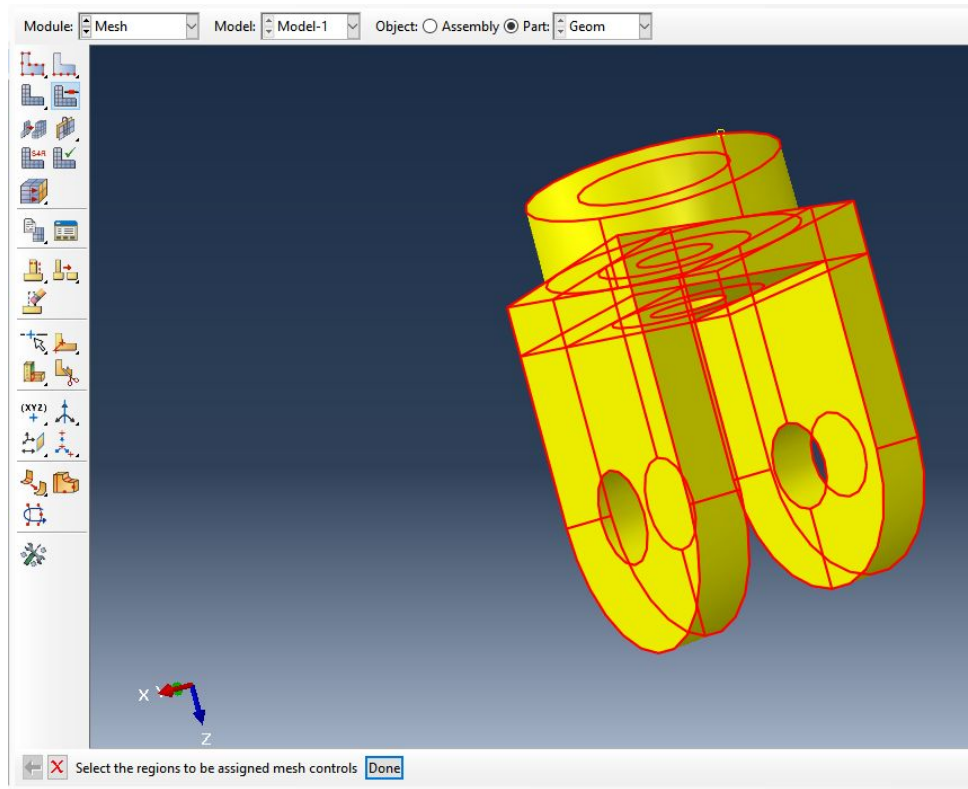 Module: Mesh Model: Model-1 Object: Assembly Part: Geom
S4R
(XYZ)
X Y
Z
Select the regions to be assigned mesh controls Done